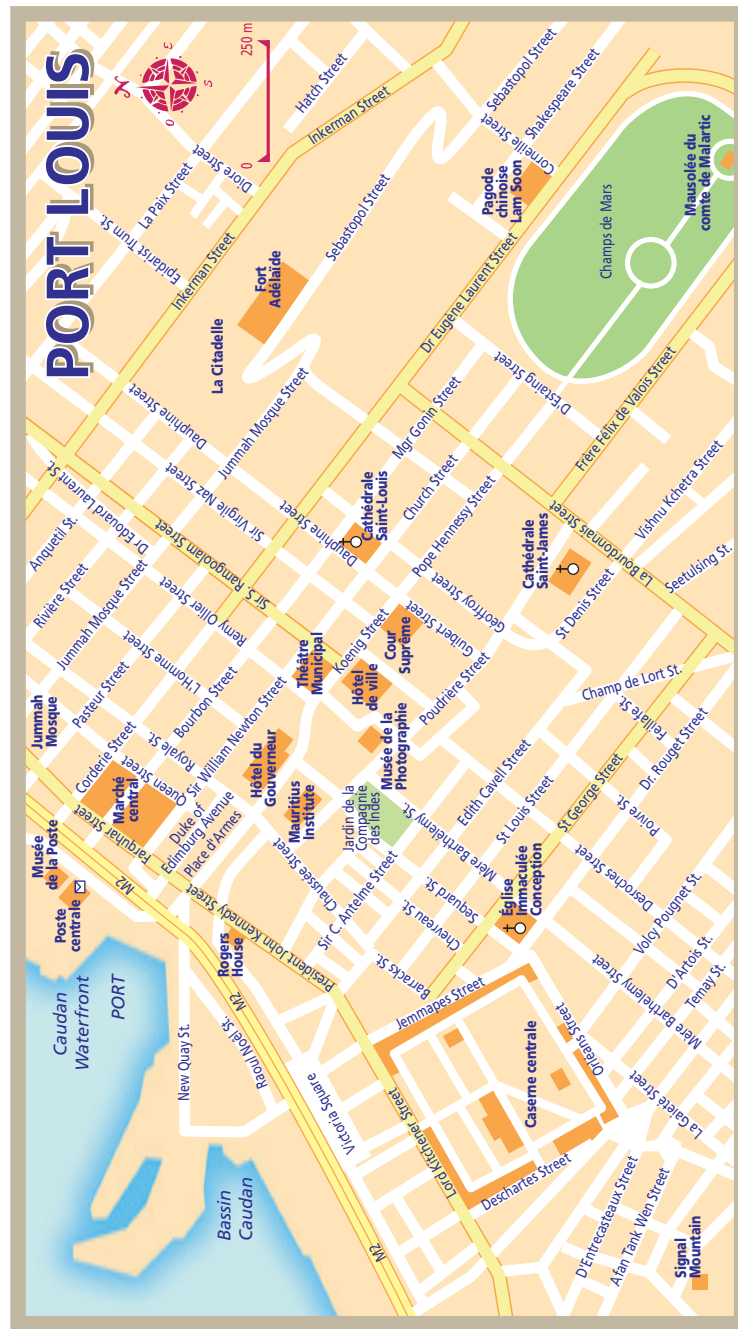 PORT LOUIS
N
E
S
O
0
250 m
Hatch Street
Inkerman Street
Diore Street
La Paix Street
Epidarist Trum St.
Inkerman Street
Sebastopol Street
Sebastopol Street
Shakespeare Street
Corneille Street
Pagode
chinoise
Lam Soon
Champs de Mars
Mausolée du
comte de Malartic
Fort
Adélaïde
La Citadelle
Dr Eugène Laurent Street
D'Estaing Street
Frère Félix de Valois Street
Dauphine Street
Jummah Mosque Street
Sir Virgile Naz Street
Mgr Gonin Street
Church Street
Pope Hennessy Street
Dauphine Street
Dauphine Street
Cathédrale
Saint-Louis
Cathédrale
Saint-James
La Bourdonnais Street
Vishnu Kchetra Street
Seetulsing St.
St Denis Street
Geoffroy Street
Guibert Street
Dr Edouard Laurent St.
Sir S. Ramgoolam Street
Anquetil St.
Rivière Street
Jummah Mosque Street
Remy Ollier Street
L'Homme Street
Pasteur Street
Bourbon Street
Royale St.
Corderie Street
Queen Street
Sir William Newton Street
Jummah
Mosque
Marché
central
Farquhar Street
Musée
de la Poste
Poste
centrale
M2
Duke of
Edimburg Avenue
Place d'Armes
Hôtel du
Gouverneur
Théâtre
Municipal
Koenig Street
Hôtel
de ville
Cour
Suprême
Poudrière Street
Musée de la
Photographie
Mauritius
Institute
Jardin de la
Compagnie
des Indes
Chausée Street
Champ de Lort St.
Feillafe St.
Dr. Rouget Street
Poivre St.
St George Street
Edith Cavell Street
St Louis Street
Mère Barthélemy St.
Sir C. Antelme Street
Sequard St.
Chevreau St.
Barracks St.
Desroches Street
Eglise
Immaculée
Conception
Volcy Pougnet St.
D'Artois St.
Temay St.
Mère Barthelemy Street
President John Kennedy Street
Rogers
House
M2
Caudan
Waterfront
PORT
New Quay St.
Raoul Noël St.
Victoria Square
Bassin
Caudan
Jemmapes Street
Caserne centrale
Orléans Street
La Gaieté Street
Lord Kitchener Street
Deschartes Street
D'Entrecasteaux Street
Afan Tank Wen Street
Signal
Mountain
M2